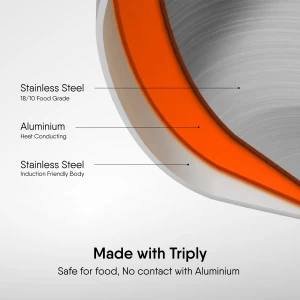 Stainless Steel
18/10 Food Grade
Aluminium
Heet Conducting
Stainless Steel
Induction Friendly Body
Made with Triply
Safe for food, No contact with Aluminium